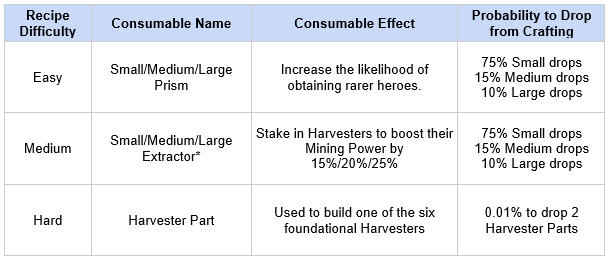 Recipe Difficulty
Consumable Name
Consumable Effect
Probability to Drop from Crafting
Easy
Small/Medium/Large
Prism
Increase the likelihood of
obtaining rarer heroes.
75% Small drops
15% Medium drops
10% Large drops
Medium
Small/Medium/Large
Extractor*
Stake in Harvesters to boost their
Mining Power by
15%/20%/25%
75% Small drops
15% Medium drops
10% Large drops
Hard
Harvester Part
Used to build one of the six
foundational Harvesters
0.01% to drop 2
Harvester Parts